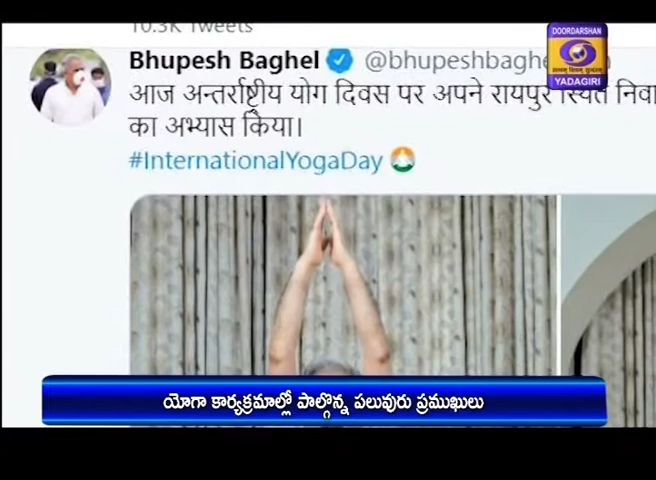 10.3K Tweets
DOORDARSHAN
Bhupesh Baghel @bhupeshbaghe
YADAGIRI
आज अन्तर्राष्ट्रीय योग दिवस पर अपने रायपुर स्थित
का अभ्यास किया।
#InternationalYogaDay
యోగా కార్యక్రమాల్లో పాల్గొన్న పలువురు ప్రముఖులు